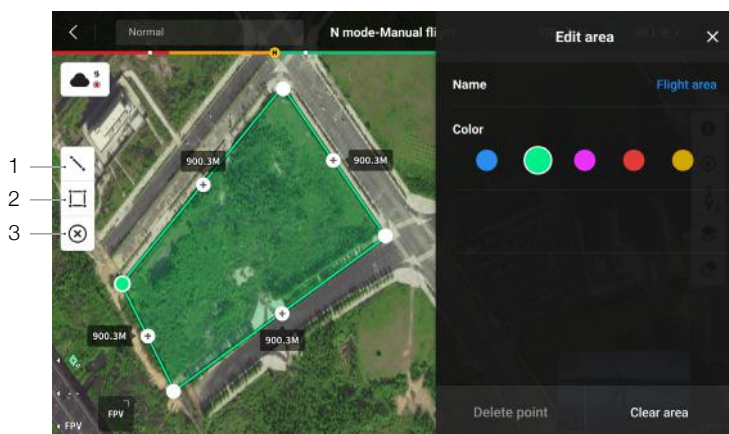 Normal
N mode-Manual fli
Edit area
Name
Flight area
Color
1
2
3
900.3M
900.3M
900.3M
900.3M
FPV
FPV
Delete point
Clear area